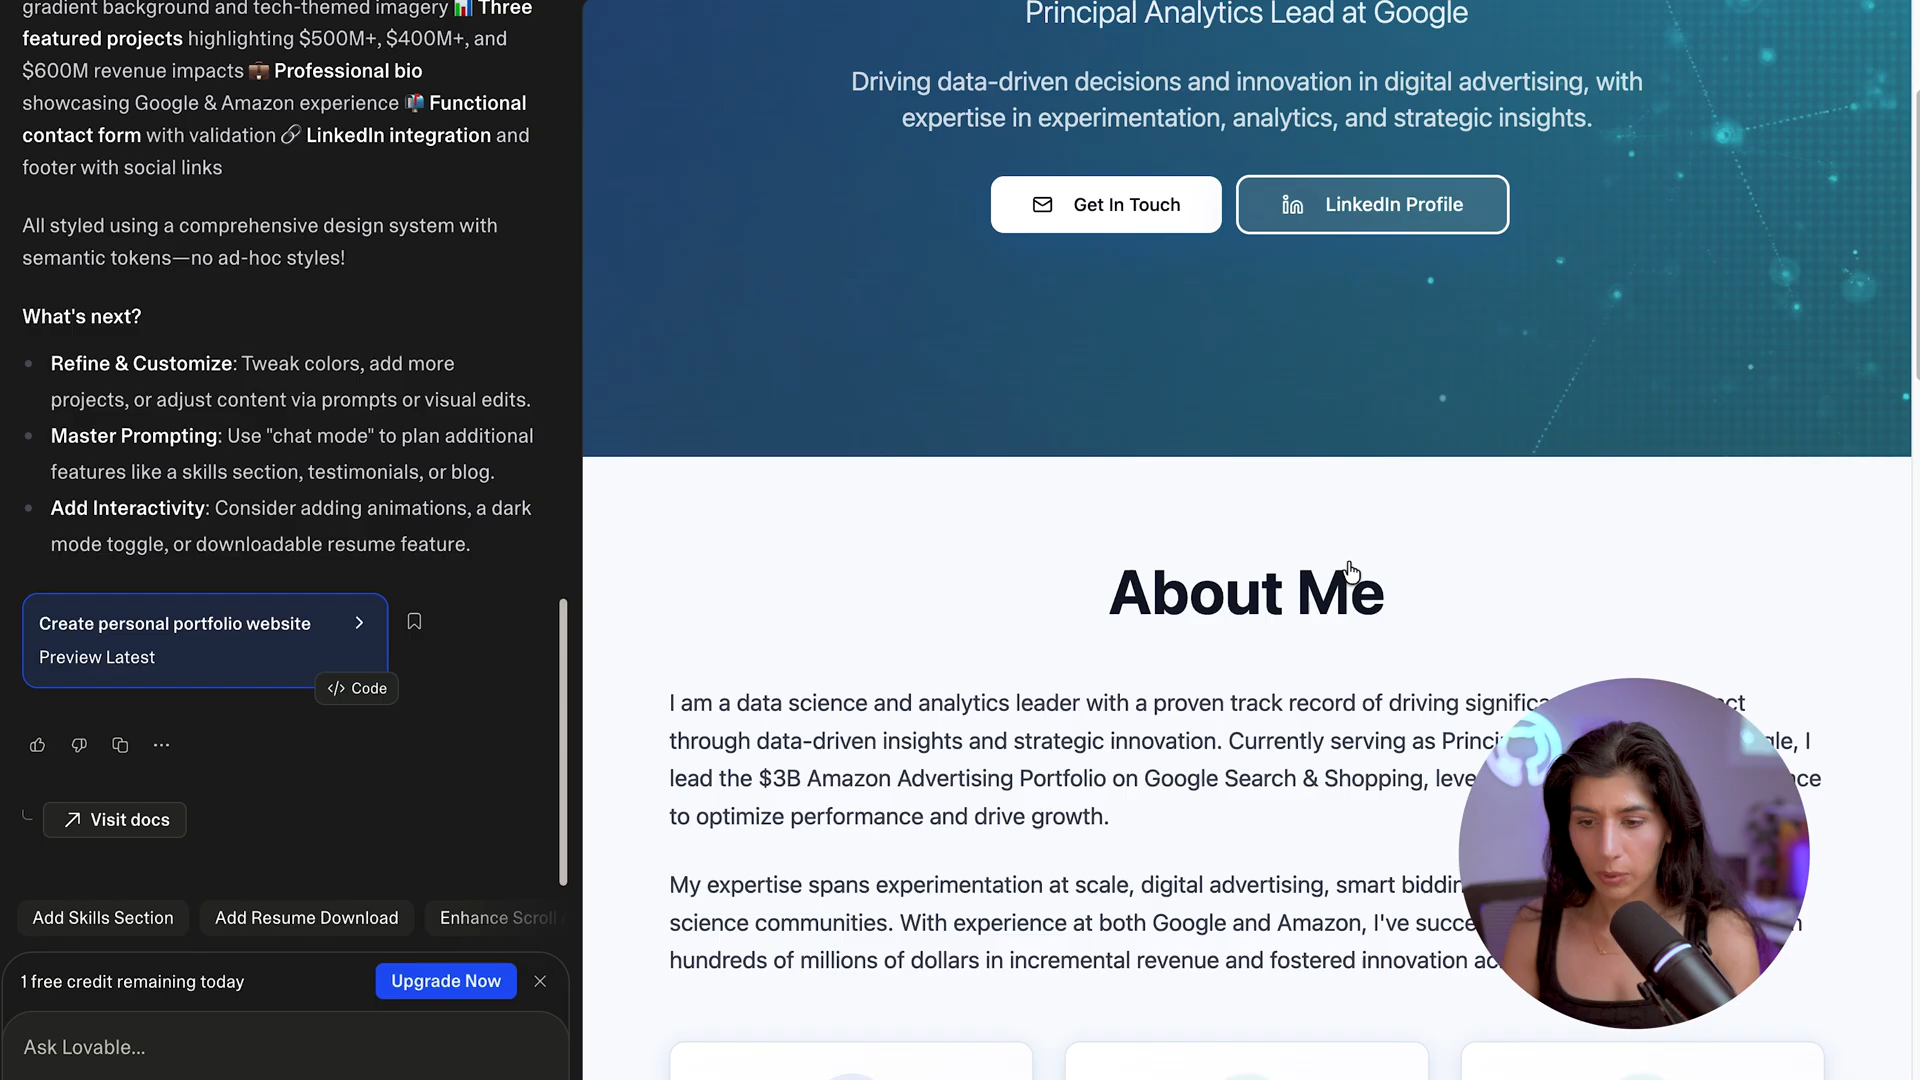 gradient background and tech-themed imagery 📊 Three
featured projects highlighting $500M+, $400M+, and
$600M revenue impacts 💼 Professional bio
showcasing Google & Amazon experience 📬 Functional
contact form with validation 🔗 LinkedIn integration and
footer with social links
All styled using a comprehensive design system with
semantic tokens—no ad-hoc styles!
What's next?
Refine & Customize: Tweak colors, add more
projects, or adjust content via prompts or visual edits.
Master Prompting: Use "chat mode" to plan additional
features like a skills section, testimonials, or blog.
Add Interactivity: Consider adding animations, a dark
mode toggle, or downloadable resume feature.
Create personal portfolio website
Preview Latest
Code
Visit docs
Add Skills Section
Add Resume Download
Enhance Scroll
1 free credit remaining today
Upgrade Now
Ask Lovable...
Principal Analytics Lead at Google
Driving data-driven decisions and innovation in digital advertising, with
expertise in experimentation, analytics, and strategic insights.
Get In Touch
LinkedIn Profile
About Me
I am a data science and analytics leader with a proven track record of driving
through data-driven insights and strategic innovation. Currently serving as I
lead the $3B Amazon Advertising Portfolio on Google Search & Shopping,
to optimize performance and drive growth.
My expertise spans experimentation at scale, digital advertising, smart
science communities. With experience at both Google and Amazon, I've
hundreds of millions of dollars in incremental revenue and fostered innovation